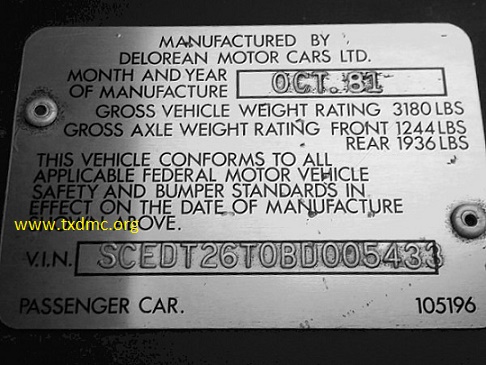 MANUFACTURED BY
DELOREAN MOTOR CARS LTD.
MONTH AND YEAR
OF MANUFACTURE OCT. 81
GROSS VEHICLE WEIGHT RATING 3180 LBS
GROSS AXLE WEIGHT RATING FRONT 1244 LBS
REAR 1936 LBS
THIS VEHICLE CONFORMS TO ALL
APPLICABLE FEDERAL MOTOR VEHICLE
SAFETY AND BUMPER STANDARDS IN
EFFECT ON THE DATE OF MANUFACTURE
SHOWN ABOVE.
www.txdmc.org
V.I.N. SCEDT26T0BD005433
PASSENGER CAR. 105196